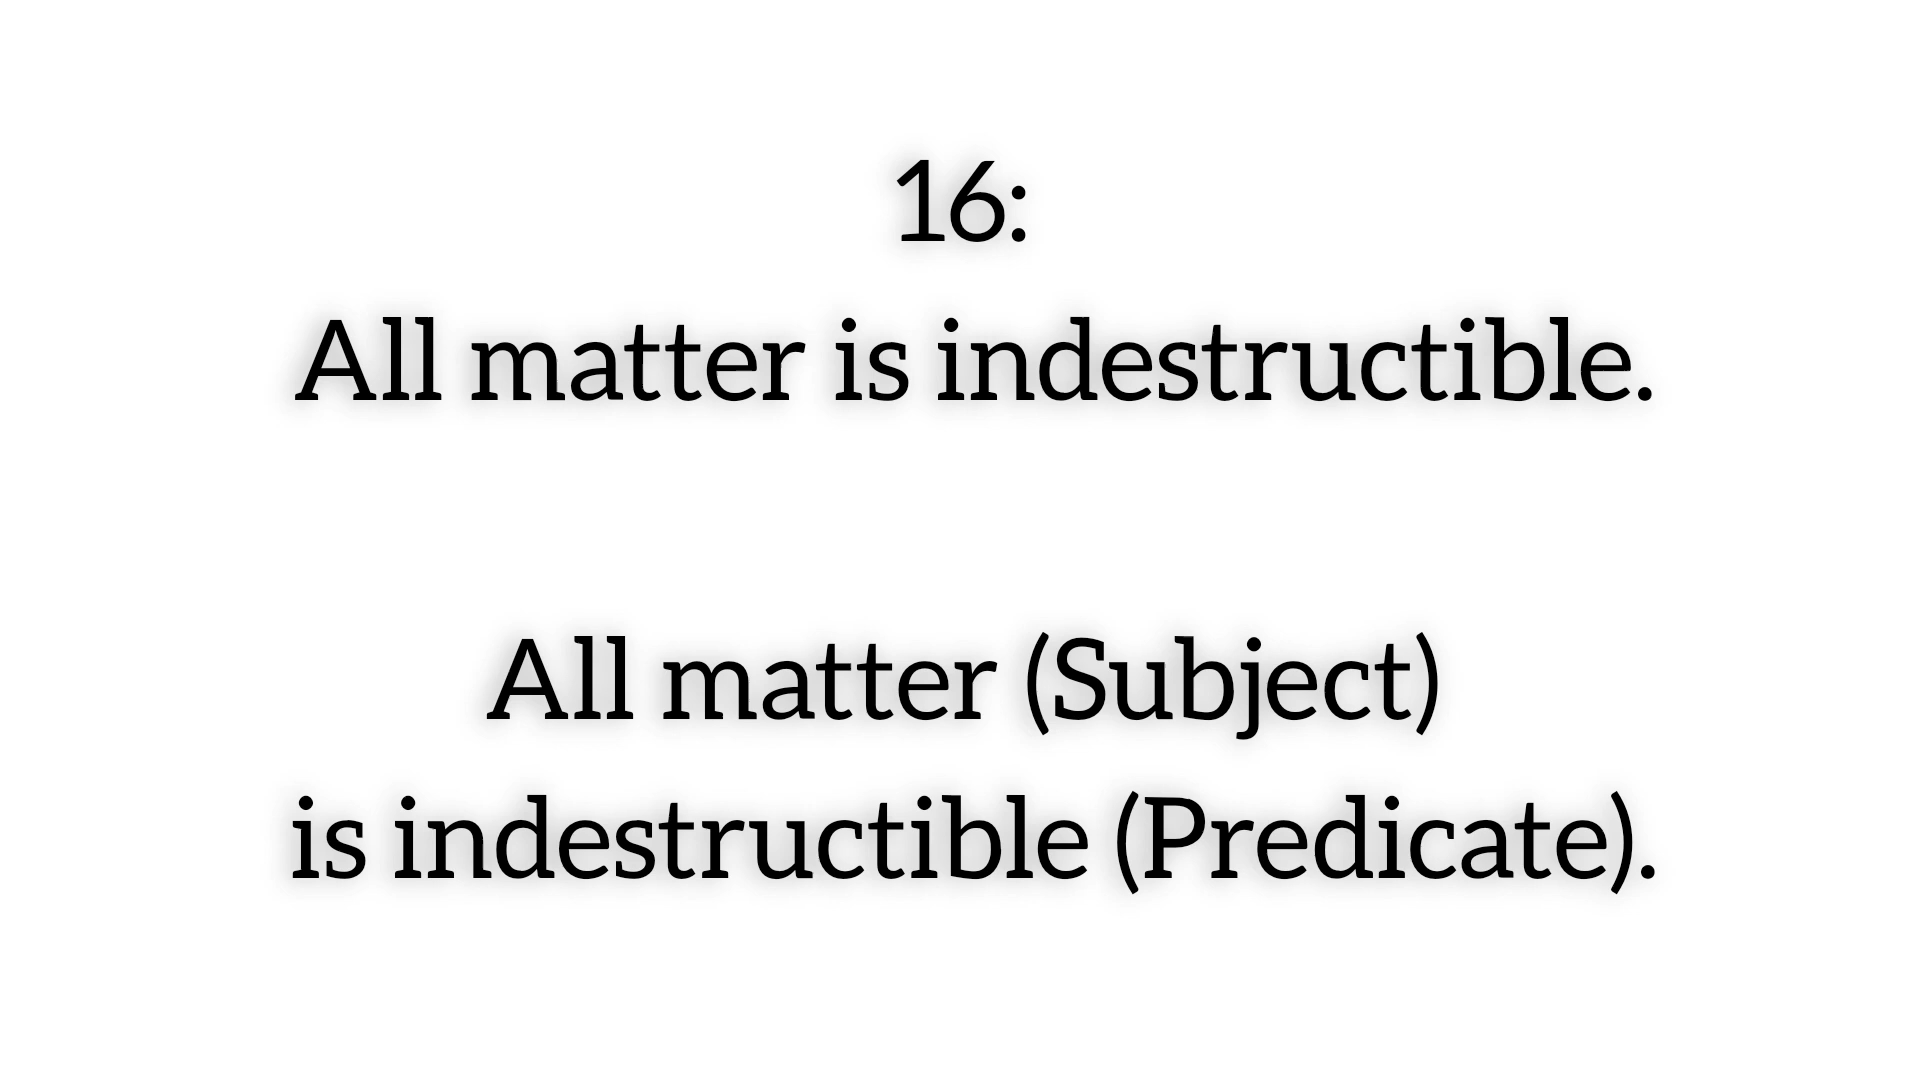 16:
All matter is indestructible.
All matter (Subject)
is indestructible (Predicate).